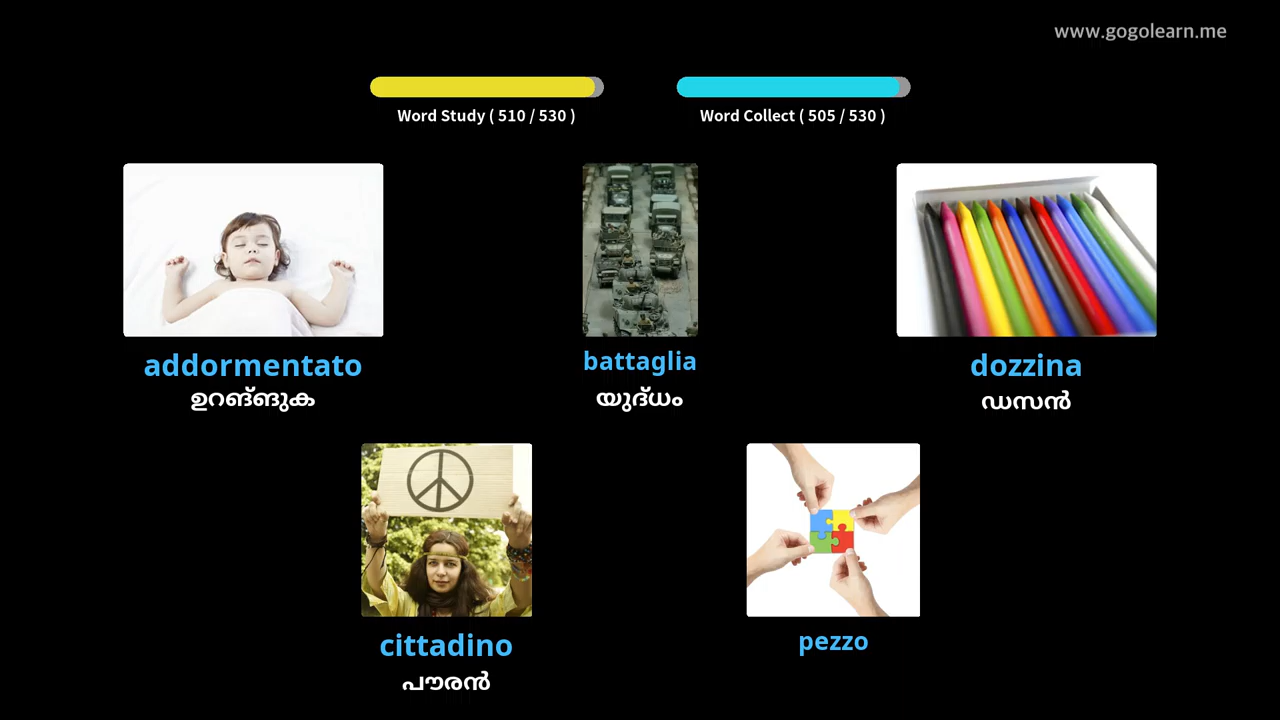 www.gogolearn.me
Word Study ( 510 / 530 )
Word Collect ( 505 / 530 )
addormentato
ഉറങ്ങുക
battaglia
യുദ്ധം
dozzina
ഡസൻ
cittadino
പൗരൻ
pezzo